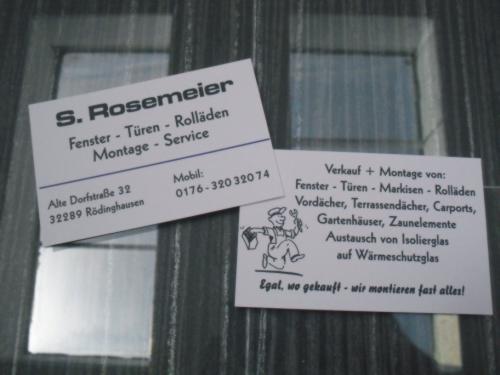 S. Rosemeier
Fenster - Türen - Rolläden
Montage - Service
Alte Dorfstraße 32
32289 Rödinghausen
Mobil:
0176 - 320 320 74
Verkauf + Montage von:
Fenster - Türen - Markisen - Rolläden
Vordächer, Terrassendächer, Carports,
Gartenhäuser, Zaunelemente
Austausch von Isolierglas
auf Wärmeschutzglas
Egal, wo gekauft - wir montieren fast alles!